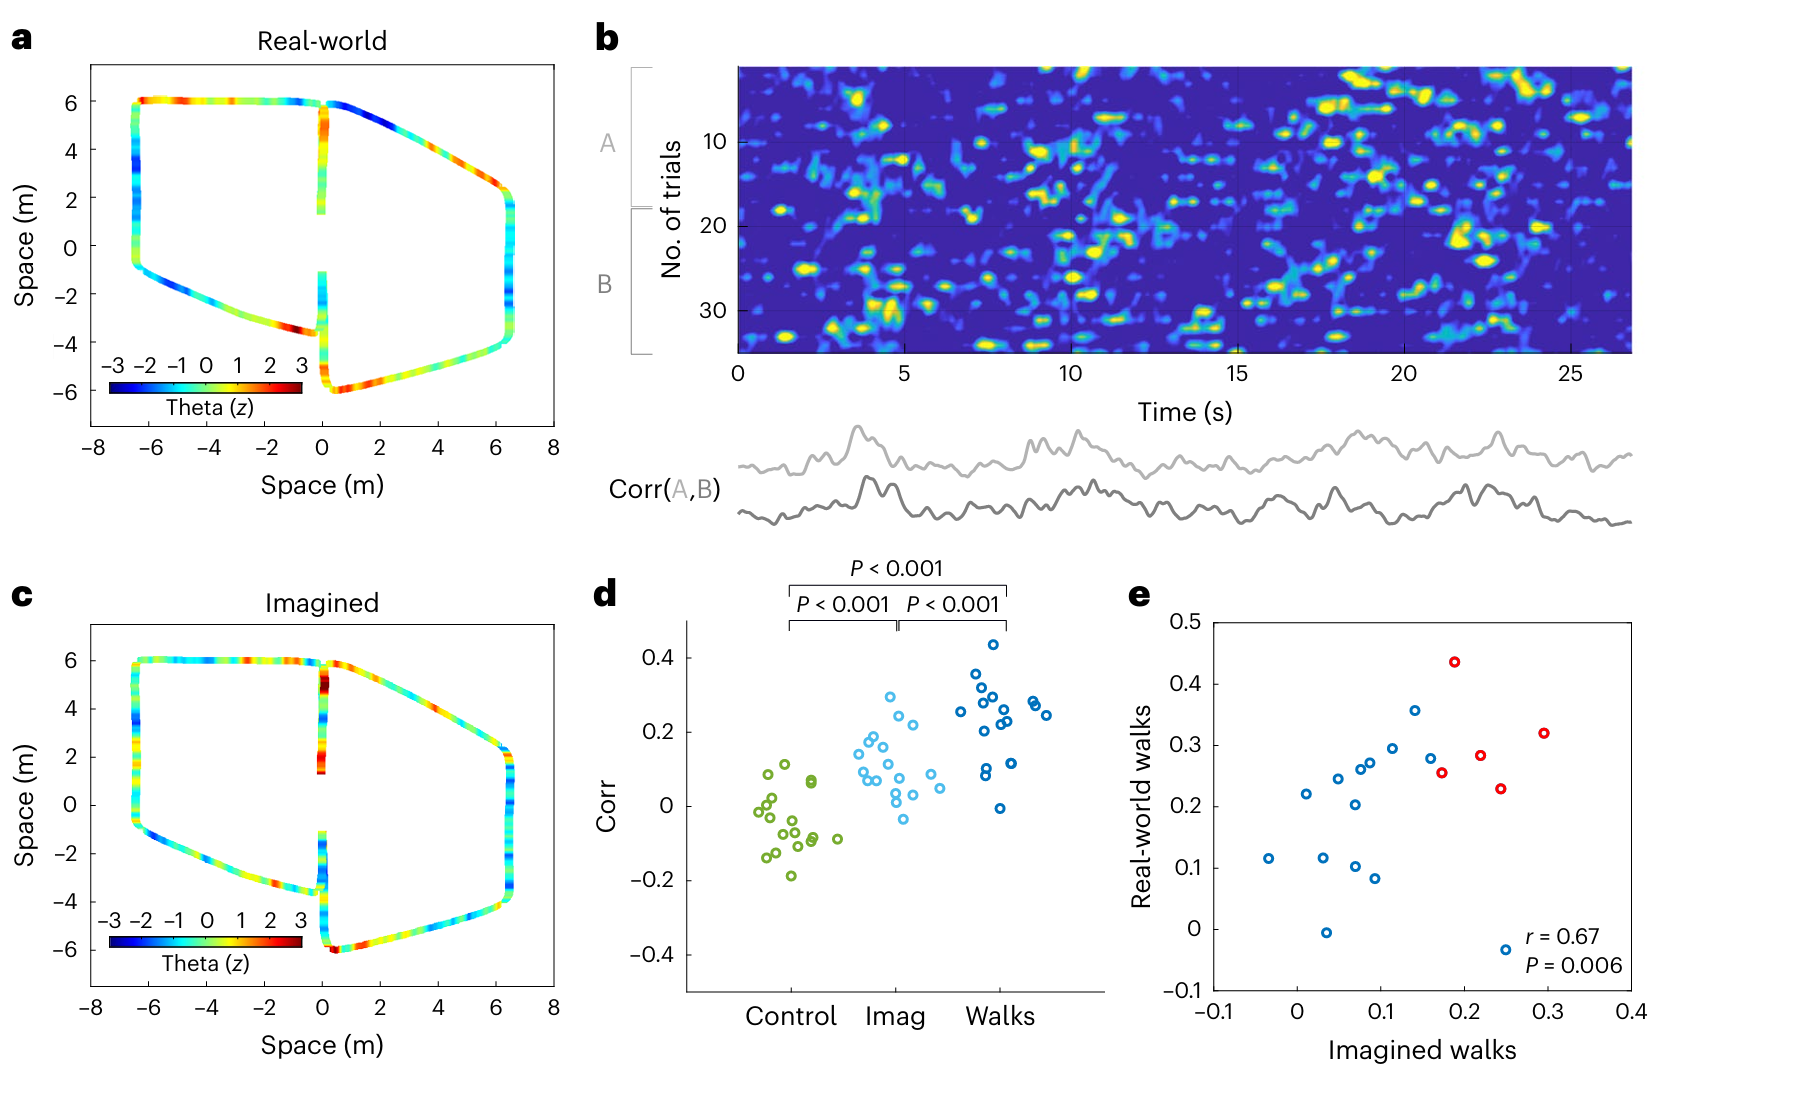 a
Real-world
6
4
2
0
−2
−4
−6
Space (m)
−3 −2 −1 0 1 2 3
Theta (z)
−8 −6 −4 −2 0 2 4 6 8
Space (m)
b
A
B
No. of trials
10
20
30
0 5 10 15 20 25
Time (s)
Corr(A,B)
c
Imagined
6
4
2
0
−2
−4
−6
Space (m)
−3 −2 −1 0 1 2 3
Theta (z)
−8 −6 −4 −2 0 2 4 6 8
Space (m)
d
P < 0.001
P < 0.001 P < 0.001
0.4
0.2
0
−0.2
−0.4
Corr
Control Imag Walks
e
0.5
0.4
0.3
0.2
0.1
0
−0.1
Real-world walks
r = 0.67
P = 0.006
−0.1 0 0.1 0.2 0.3 0.4
Imagined walks